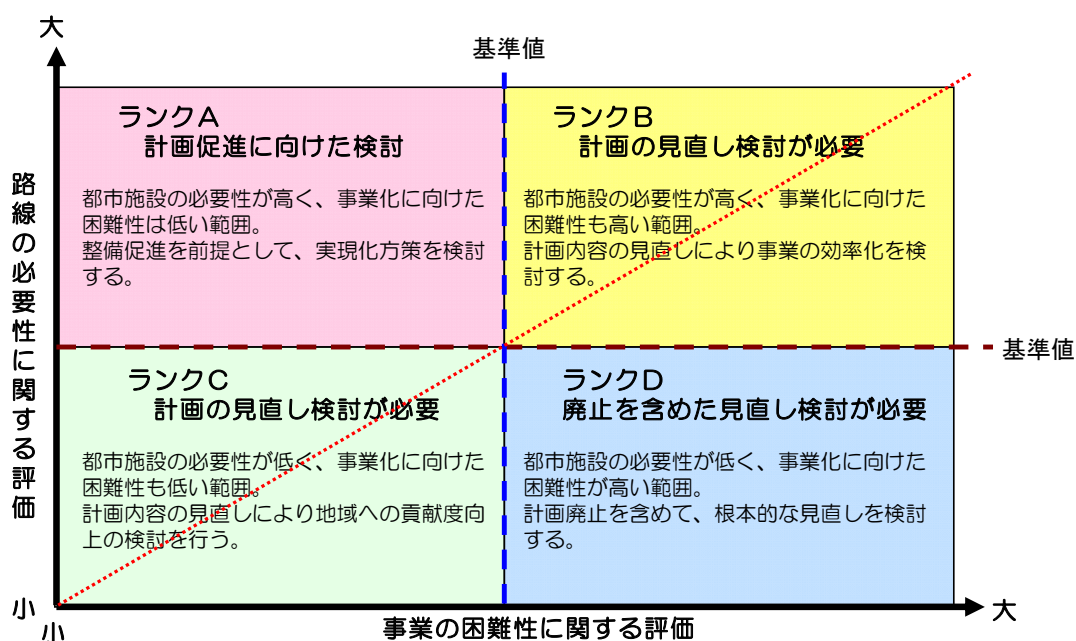 大
基準値
ランクA
計画促進に向けた検討
都市施設の必要性が高く、事業化に向けた
困難性は低い範囲。
整備促進を前提として、実現化方策を検討
する。
ランクB
計画の見直し検討が必要
都市施設の必要性が高く、事業化に向けた
困難性も高い範囲。
計画内容の見直しにより事業の効率化を検
討する。
路線の必要性に関する評価
基準値
ランクC
計画の見直し検討が必要
都市施設の必要性が低く、事業化に向けた
困難性も低い範囲。
計画内容の見直しにより地域への貢献度向
上の検討を行う。
ランクD
廃止を含めた見直し検討が必要
都市施設の必要性が低く、事業化に向けた
困難性が高い範囲。
計画廃止を含めて、根本的な見直しを検討
する。
小
小
事業の困難性に関する評価
大